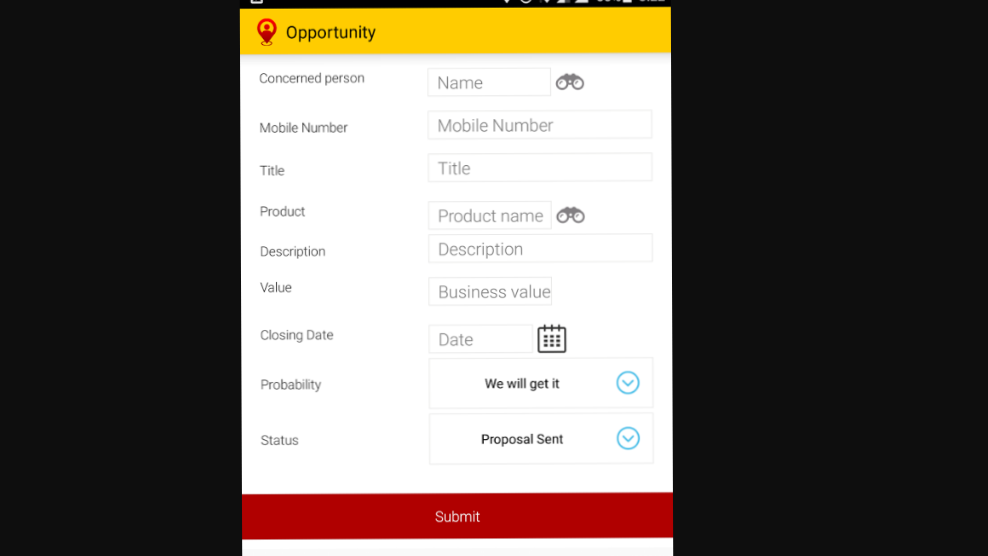 Opportunity
Concerned person
Name
Mobile Number
Mobile Number
Title
Title
Product
Product name
Description
Description
Value
Business value
Closing Date
Date
Probability
We will get it
Status
Proposal Sent
Submit